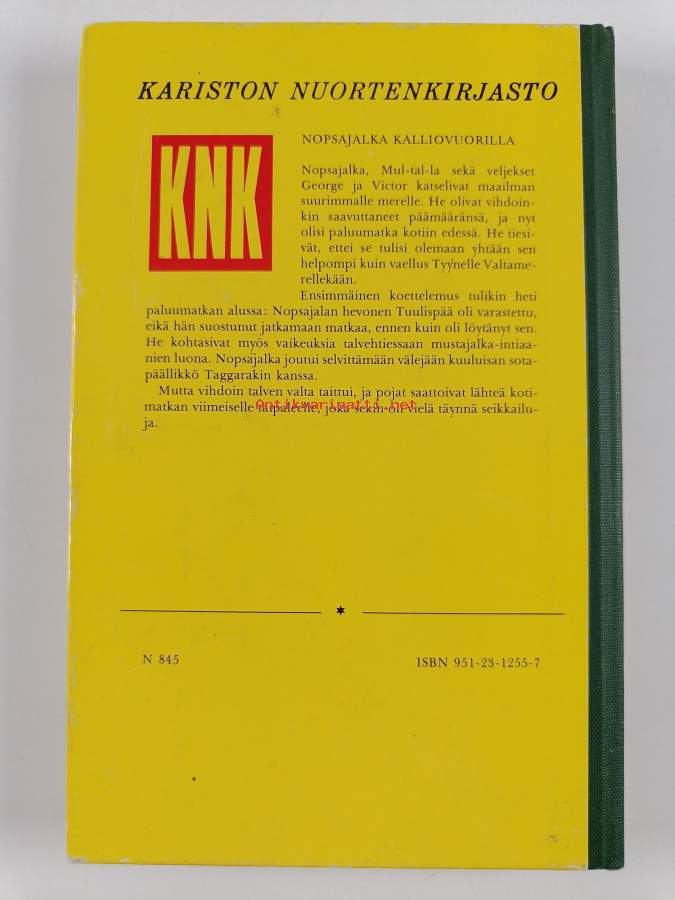 KARISTON NUORTENKIRJASTO
KNK
NOPSAJALKA KALLIOVUORILLA
Nopsajalka, Mul-tal-la sekä veljekset
George ja Victor katselivat maailman
suurimmalle merelle. He olivat vihdoin-
kin saavuttaneet päämääränsä, ja nyt
olisi paluumatka kotiin edessä. He tiesi-
vät, ettei se tulisi olemaan yhtään sen
helpompi kuin vaellus Tyynelle Valtame-
rellekään.
Ensimmäinen koettelemus tulikin heti
paluumatkan alussa: Nopsajalan hevonen Tuulispää oli varastettu,
eikä hän suostunut jatkamaan matkaa, ennen kuin oli löytänyt sen.
He kohtasivat myös vaikeuksia talvehtiessaan mustajalka-intiaa-
nien luona. Nopsajalka joutui selvittämään välejään kuuluisan sota-
päällikkö Taggarakin kanssa.
Mutta vihdoin talven valta taittui, ja pojat saattoivat lähteä koti-
matkan viimeiselle taipaleelle, joka sekin oli vielä täynnä seikkailu-
ja.
Antikvariaatti.net
N 845
ISBN 951-23-1255-7